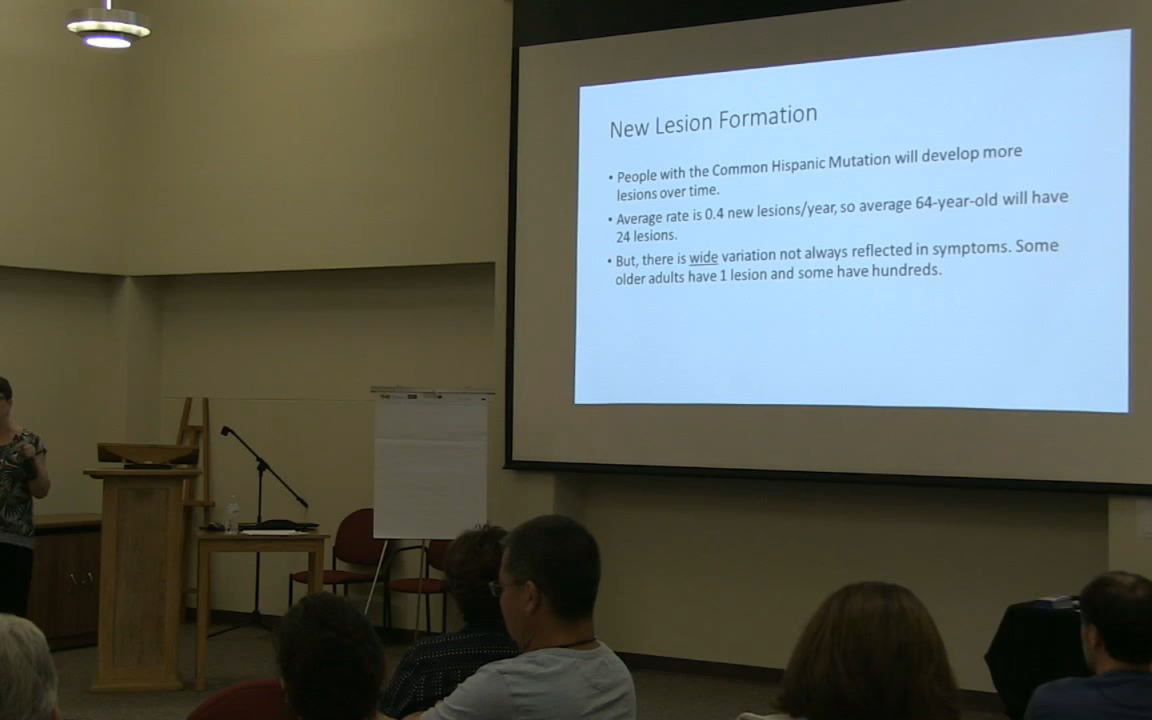 New Lesion Formation
• People with the Common Hispanic Mutation will develop more
lesions over time.
• Average rate is 0.4 new lesions/year, so average 64-year-old will have
24 lesions.
• But, there is wide variation not always reflected in symptoms. Some
older adults have 1 lesion and some have hundreds.